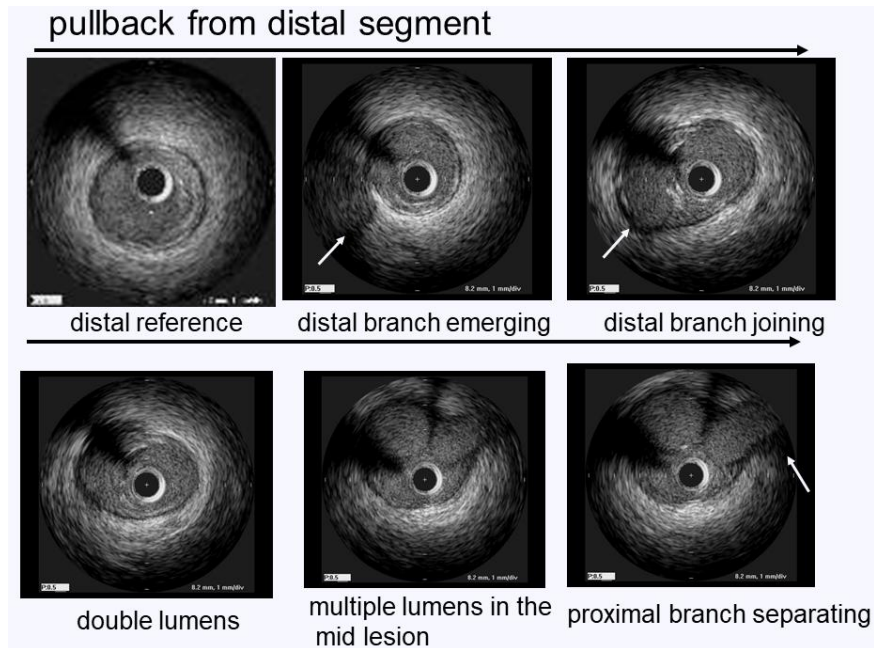 pullback from distal segment
P:0.5 8.2 mm, 1 mm/div
P:0.5 8.2 mm, 1 mm/div
distal reference distal branch emerging distal branch joining
P:0.5 8.2 mm, 1 mm/div
P:0.5 8.2 mm, 1 mm/div
P:0.5 8.2 mm, 1 mm/div
double lumens
multiple lumens in the
mid lesion
proximal branch separating